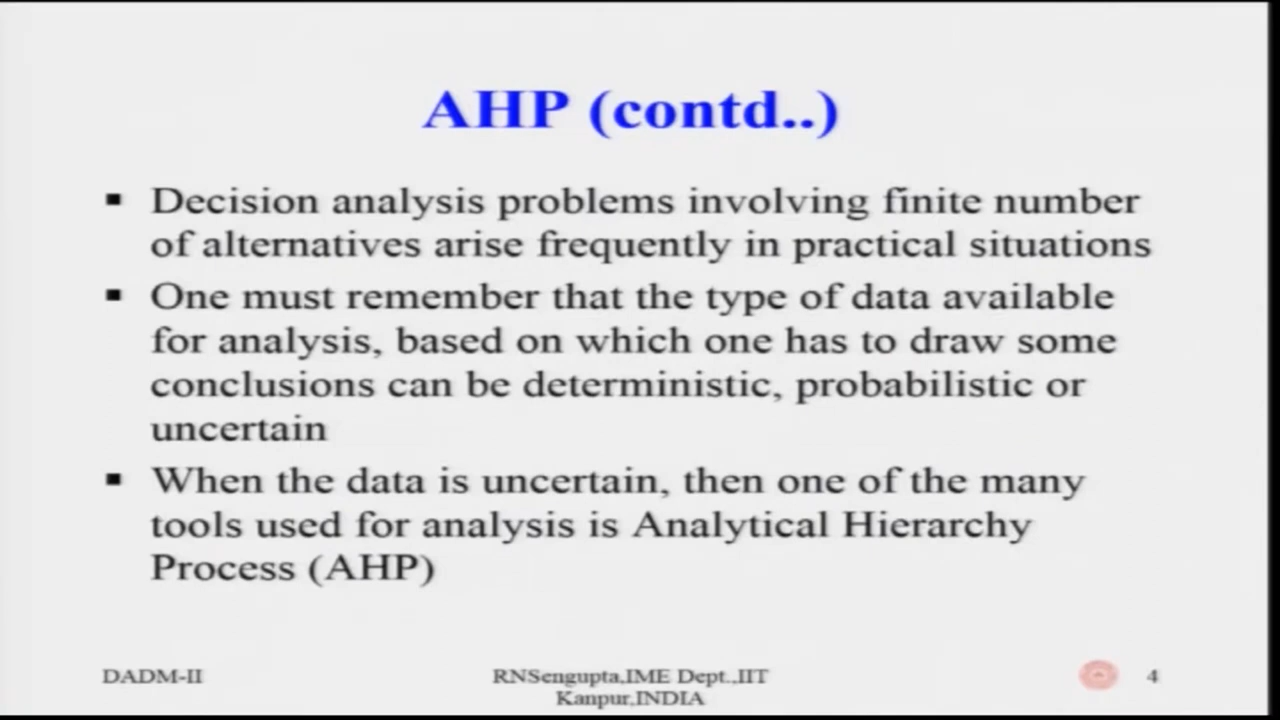 AHP (contd..)
▪ Decision analysis problems involving finite number
of alternatives arise frequently in practical situations
▪ One must remember that the type of data available
for analysis, based on which one has to draw some
conclusions can be deterministic, probabilistic or
uncertain
▪ When the data is uncertain, then one of the many
tools used for analysis is Analytical Hierarchy
Process (AHP)
DADM-II
RNSengupta,IME Dept.,IIT
Kanpur,INDIA
4